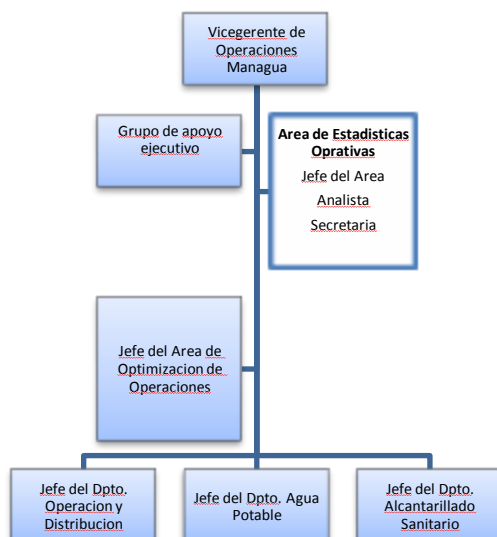 Vicegerente de
Operaciones
Managua
Grupo de apoyo
ejecutivo
Area de Estadisticas
Oprativas
Jefe del Area
Analista
Secretaria
Jefe del Area de
Optimizacion de
Operaciones
Jefe del Dpto.
Operacion y
Distribucion
Jefe del Dpto. Agua
Potable
Jefe del Dpto.
Alcantarillado
Sanitario